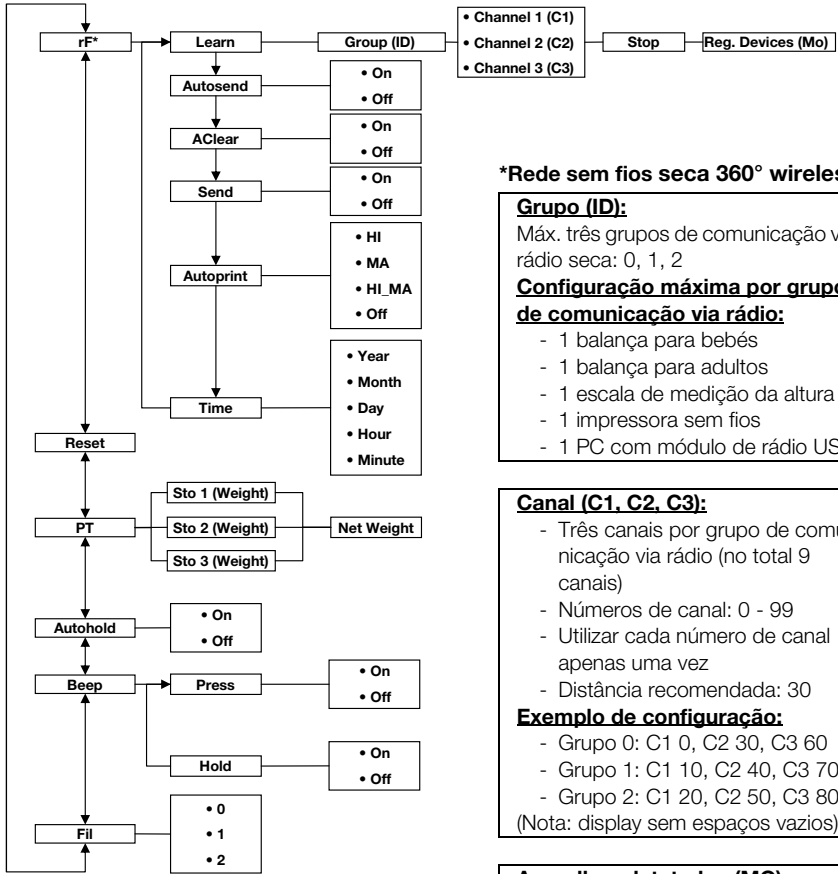 rF*
Learn
Group (ID)
• Channel 1 (C1)
• Channel 2 (C2)
• Channel 3 (C3)
Stop
Reg. Devices (Mo)
Autosend
• On
• Off
AClear
• On
• Off
Send
• On
• Off
Autoprint
• HI
• MA
• HI_MA
• Off
Time
• Year
• Month
• Day
• Hour
• Minute
Reset
PT
Sto 1 (Weight)
Sto 2 (Weight)
Sto 3 (Weight)
Net Weight
Autohold
• On
• Off
Beep
Press
• On
• Off
Hold
• On
• Off
Fil
• 0
• 1
• 2
*Rede sem fios seca 360° wireles
Grupo (ID):
Máx. três grupos de comunicação v
rádio seca: 0, 1, 2
Configuração máxima por grupo
de comunicação via rádio:
- 1 balança para bebés
- 1 balança para adultos
- 1 escala de medição da altura
- 1 impressora sem fios
- 1 PC com módulo de rádio US
Canal (C1, C2, C3):
- Três canais por grupo de comu
nicação via rádio (no total 9
canais)
- Números de canal: 0 - 99
- Utilizar cada número de canal
apenas uma vez
- Distância recomendada: 30
Exemplo de configuração:
- Grupo 0: C1 0, C2 30, C3 60
- Grupo 1: C1 10, C2 40, C3 70
- Grupo 2: C1 20, C2 50, C3 80
(Nota: display sem espaços vazios)